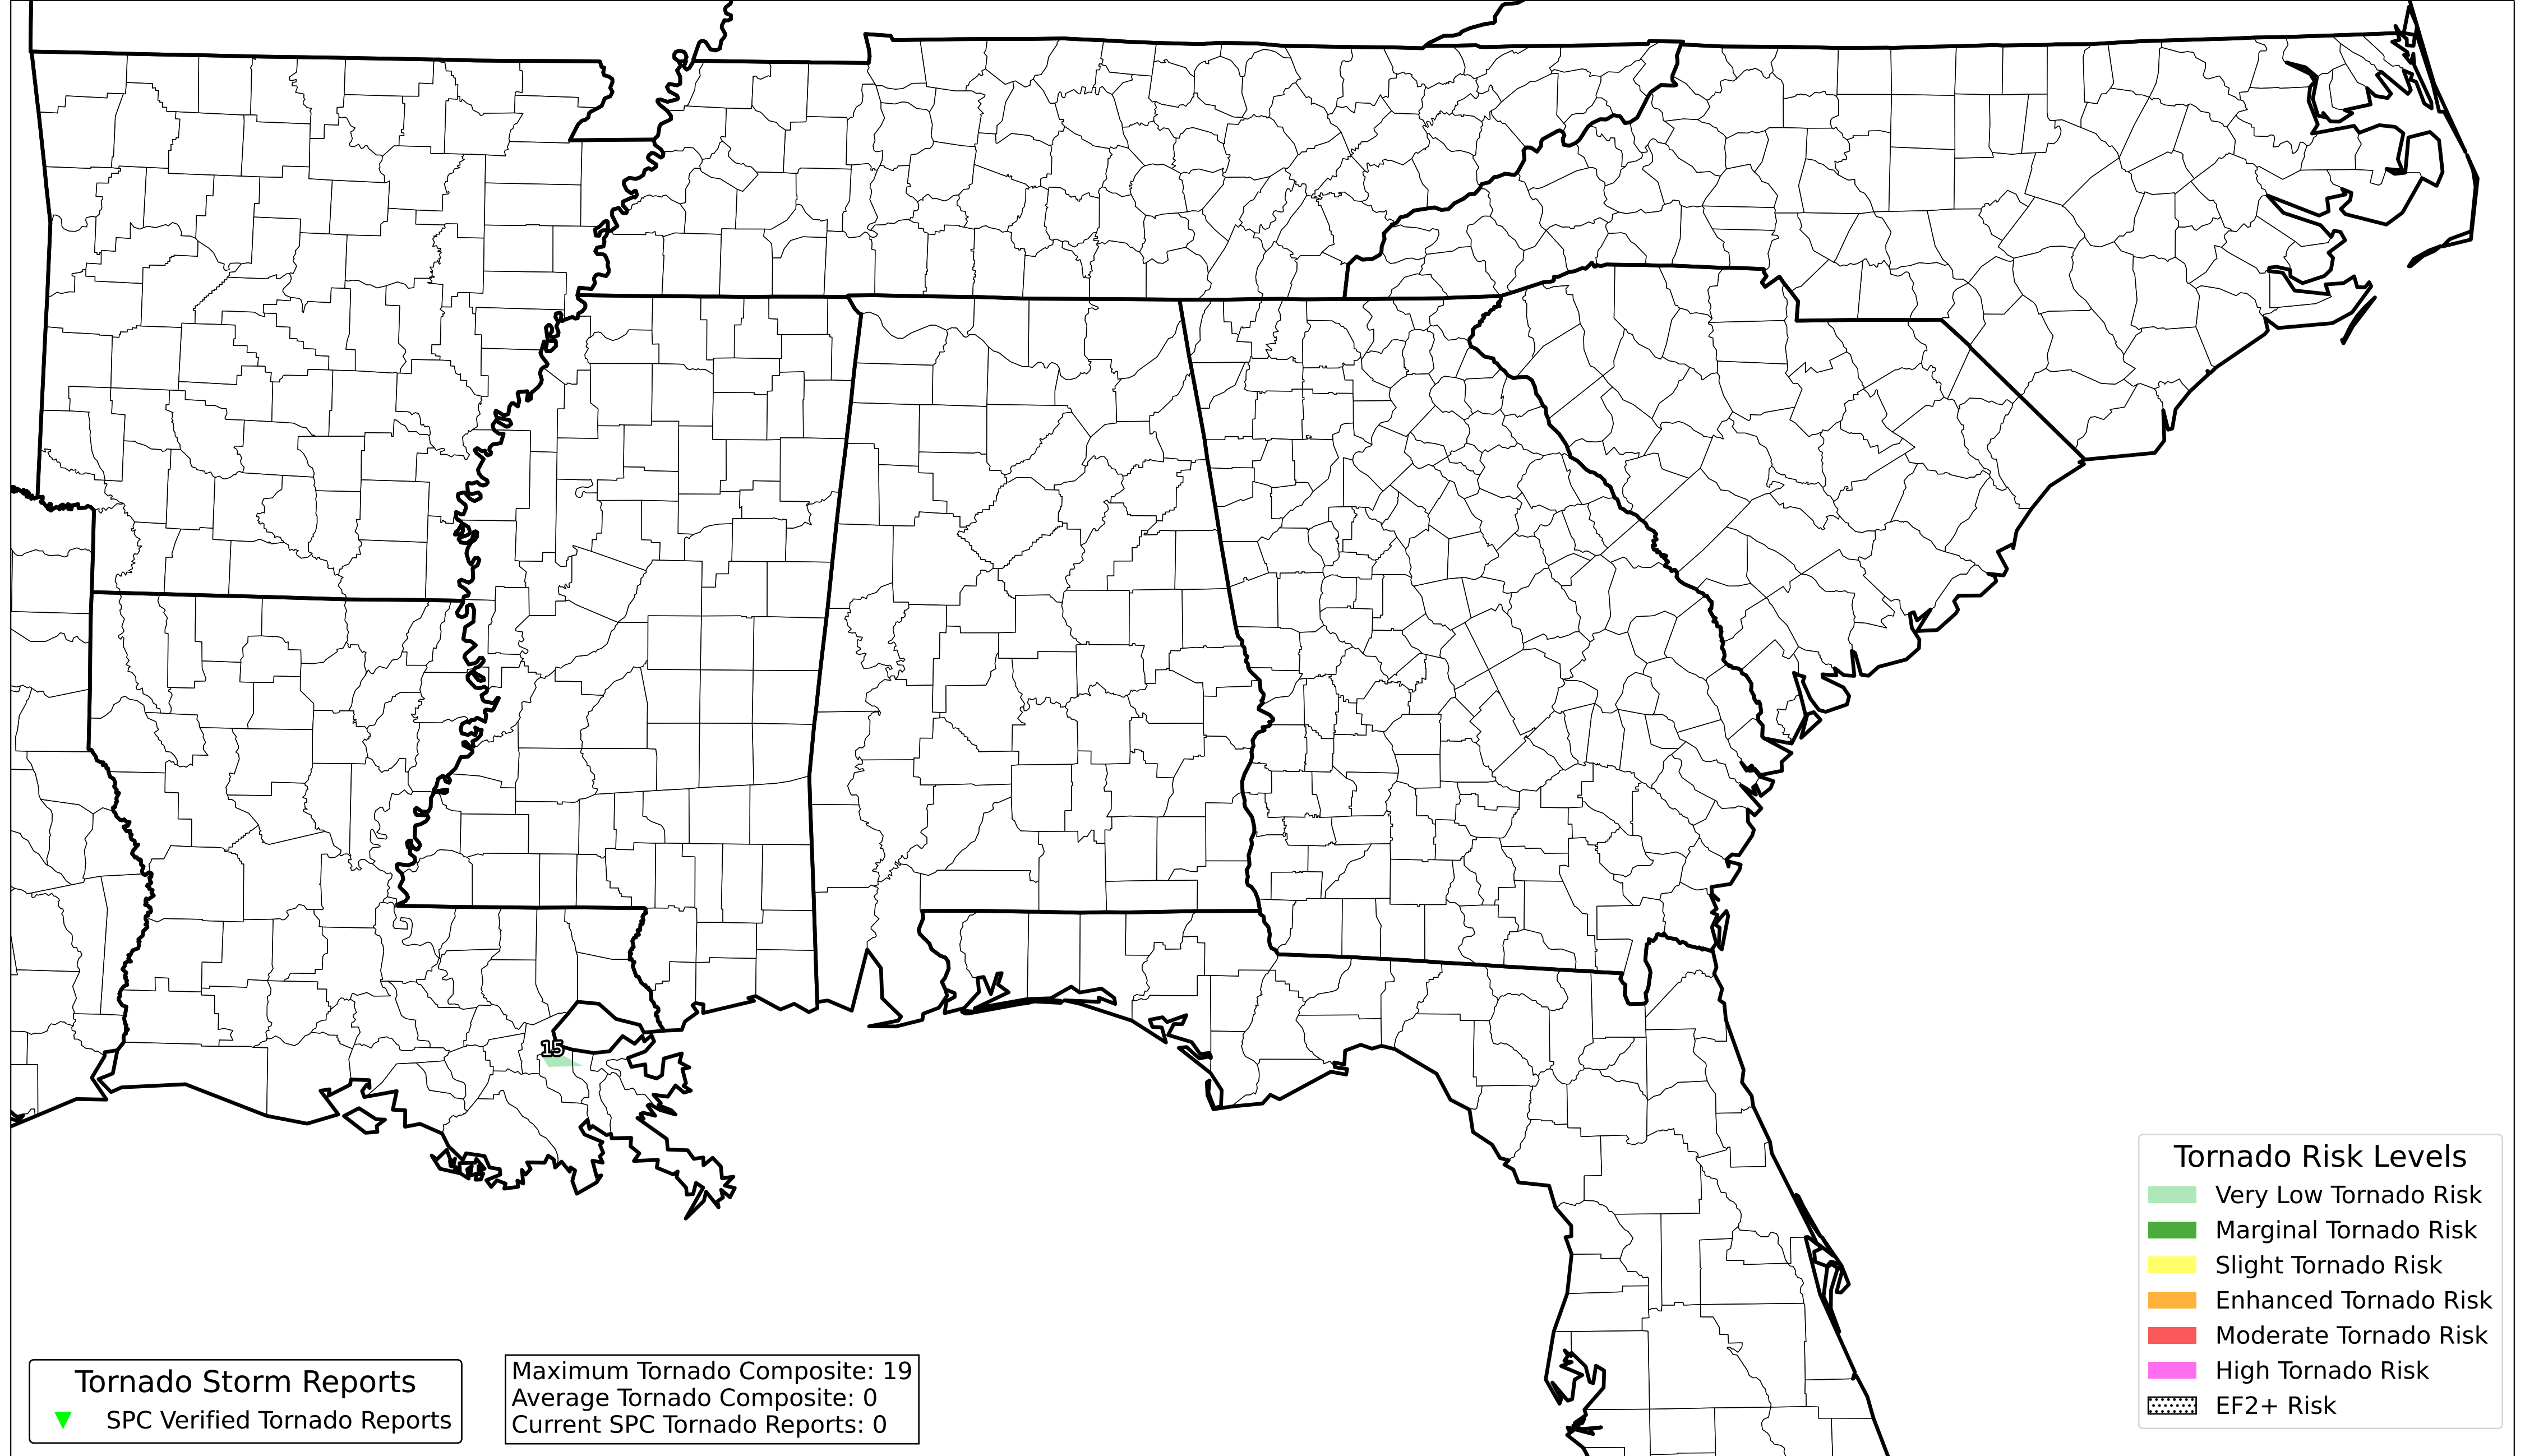 15
Tornado Risk Levels
Very Low Tornado Risk
Marginal Tornado Risk
Slight Tornado Risk
Enhanced Tornado Risk
Moderate Tornado Risk
High Tornado Risk
EF2+ Risk
Tornado Storm Reports
SPC Verified Tornado Reports
Maximum Tornado Composite: 19
Average Tornado Composite: 0
Current SPC Tornado Reports: 0